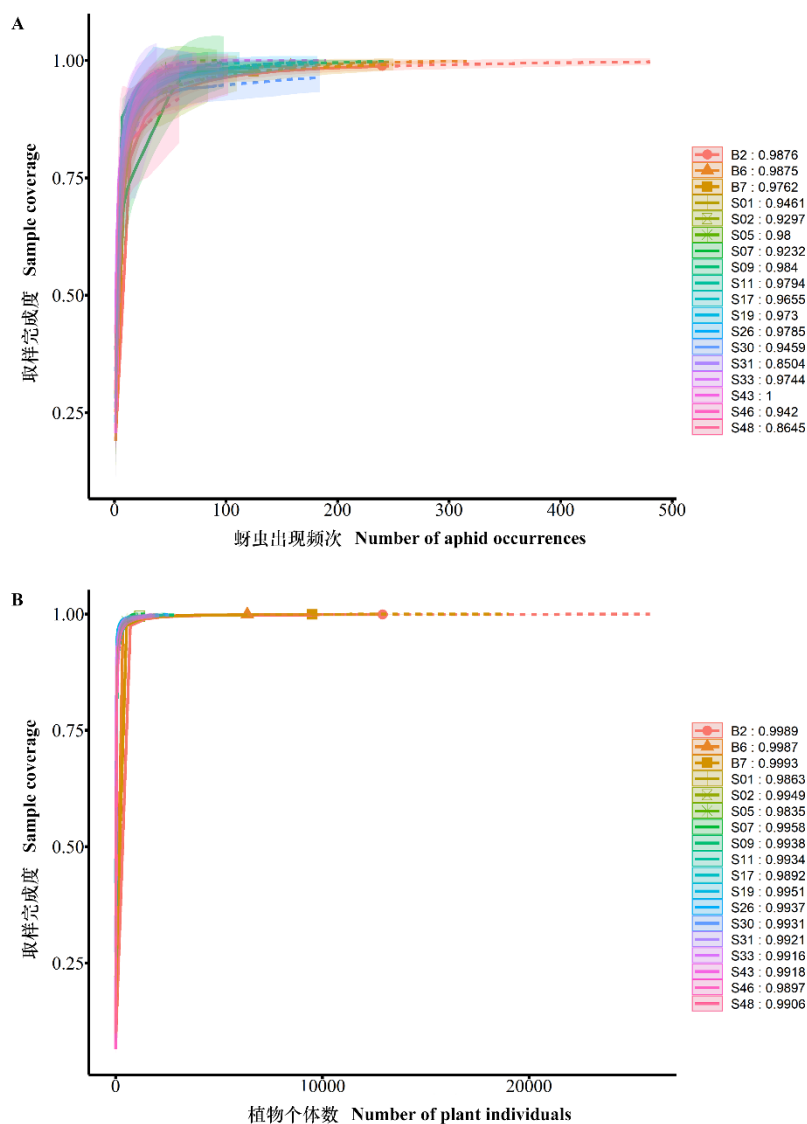 A
1.00
0.75
0.50
0.25
取样完成度 Sample coverage
0 100 200 300 400 500
蚜虫出现频次 Number of aphid occurrences
B2 : 0.9876
B6 : 0.9875
B7 : 0.9762
S01 : 0.9461
S02 : 0.9297
S05 : 0.98
S07 : 0.9232
S09 : 0.984
S11 : 0.9794
S17 : 0.9655
S19 : 0.973
S26 : 0.9785
S30 : 0.9459
S31 : 0.8504
S33 : 0.9744
S43 : 1
S46 : 0.942
S48 : 0.8645
B
1.00
0.75
0.50
0.25
取样完成度 Sample coverage
0 10000 20000
植物个体数 Number of plant individuals
B2 : 0.9989
B6 : 0.9987
B7 : 0.9993
S01 : 0.9863
S02 : 0.9949
S05 : 0.9835
S07 : 0.9958
S09 : 0.9938
S11 : 0.9934
S17 : 0.9892
S19 : 0.9951
S26 : 0.9937
S30 : 0.9931
S31 : 0.9921
S33 : 0.9916
S43 : 0.9918
S46 : 0.9897
S48 : 0.9906